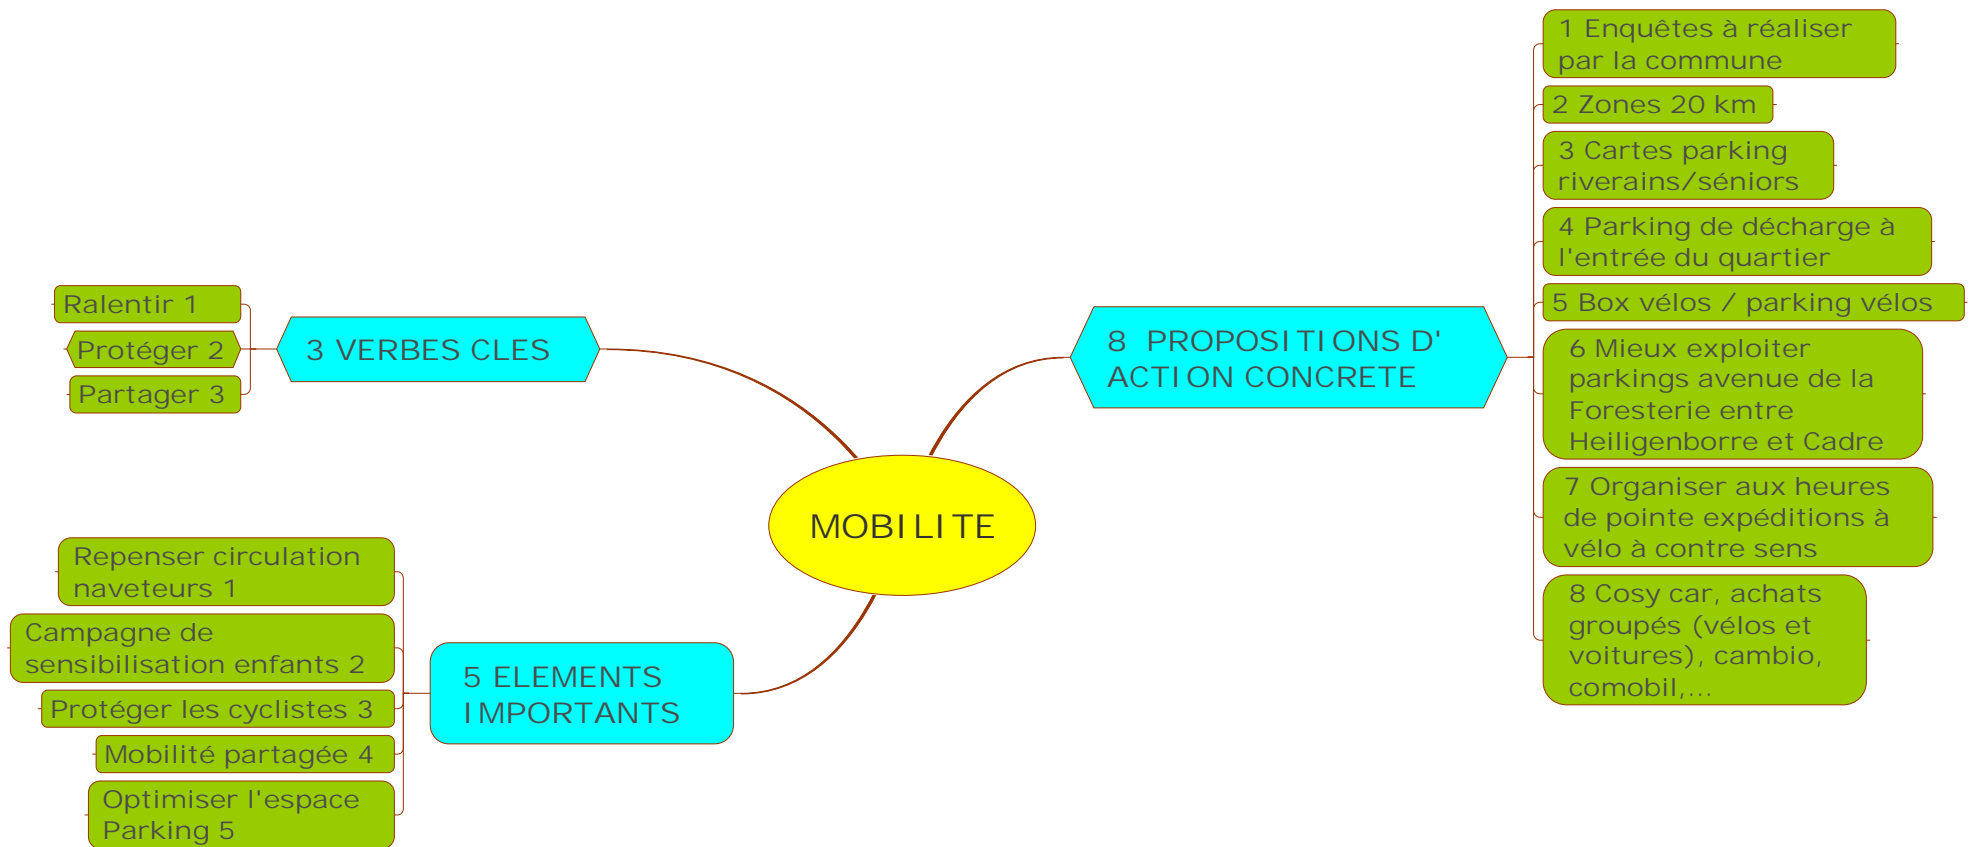 MOBILITE
3 VERBES CLES
Ralentir 1
Protéger 2
Partager 3
5 ELEMENTS
IMPORTANTS
Repenser circulation
naveteurs 1
Campagne de
sensibilisation enfants 2
Protéger les cyclistes 3
Mobilité partagée 4
Optimiser l'espace
Parking 5
8 PROPOSITIONS D'
ACTION CONCRETE
1 Enquêtes à réaliser
par la commune
2 Zones 20 km
3 Cartes parking
riverains/séniors
4 Parking de décharge à
l'entrée du quartier
5 Box vélos / parking vélos
6 Mieux exploiter
parkings avenue de la
Foresterie entre
Heiligenborre et Cadre
7 Organiser aux heures
de pointe expéditions à
vélo à contre sens
8 Cosy car, achats
groupés (vélos et
voitures), cambio,
comobil,...